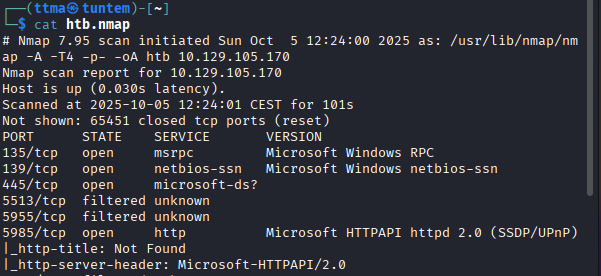 ┌──(ttma㉿tuntem)-[~]
└─$ cat htb.nmap
# Nmap 7.95 scan initiated Sun Oct  5 12:24:00 2025 as: /usr/lib/nmap/nm
ap -A -T4 -p- -oA htb 10.129.105.170
Nmap scan report for 10.129.105.170
Host is up (0.030s latency).
Scanned at 2025-10-05 12:24:01 CEST for 101s
Not shown: 65451 closed tcp ports (reset)
PORT      STATE    SERVICE       VERSION
135/tcp   open     msrpc         Microsoft Windows RPC
139/tcp   open     netbios-ssn   Microsoft Windows netbios-ssn
445/tcp   open     microsoft-ds?
5513/tcp  filtered unknown
5955/tcp  filtered unknown
5985/tcp  open     http          Microsoft HTTPAPI httpd 2.0 (SSDP/UPnP)
|_http-title: Not Found
|_http-server-header: Microsoft-HTTPAPI/2.0